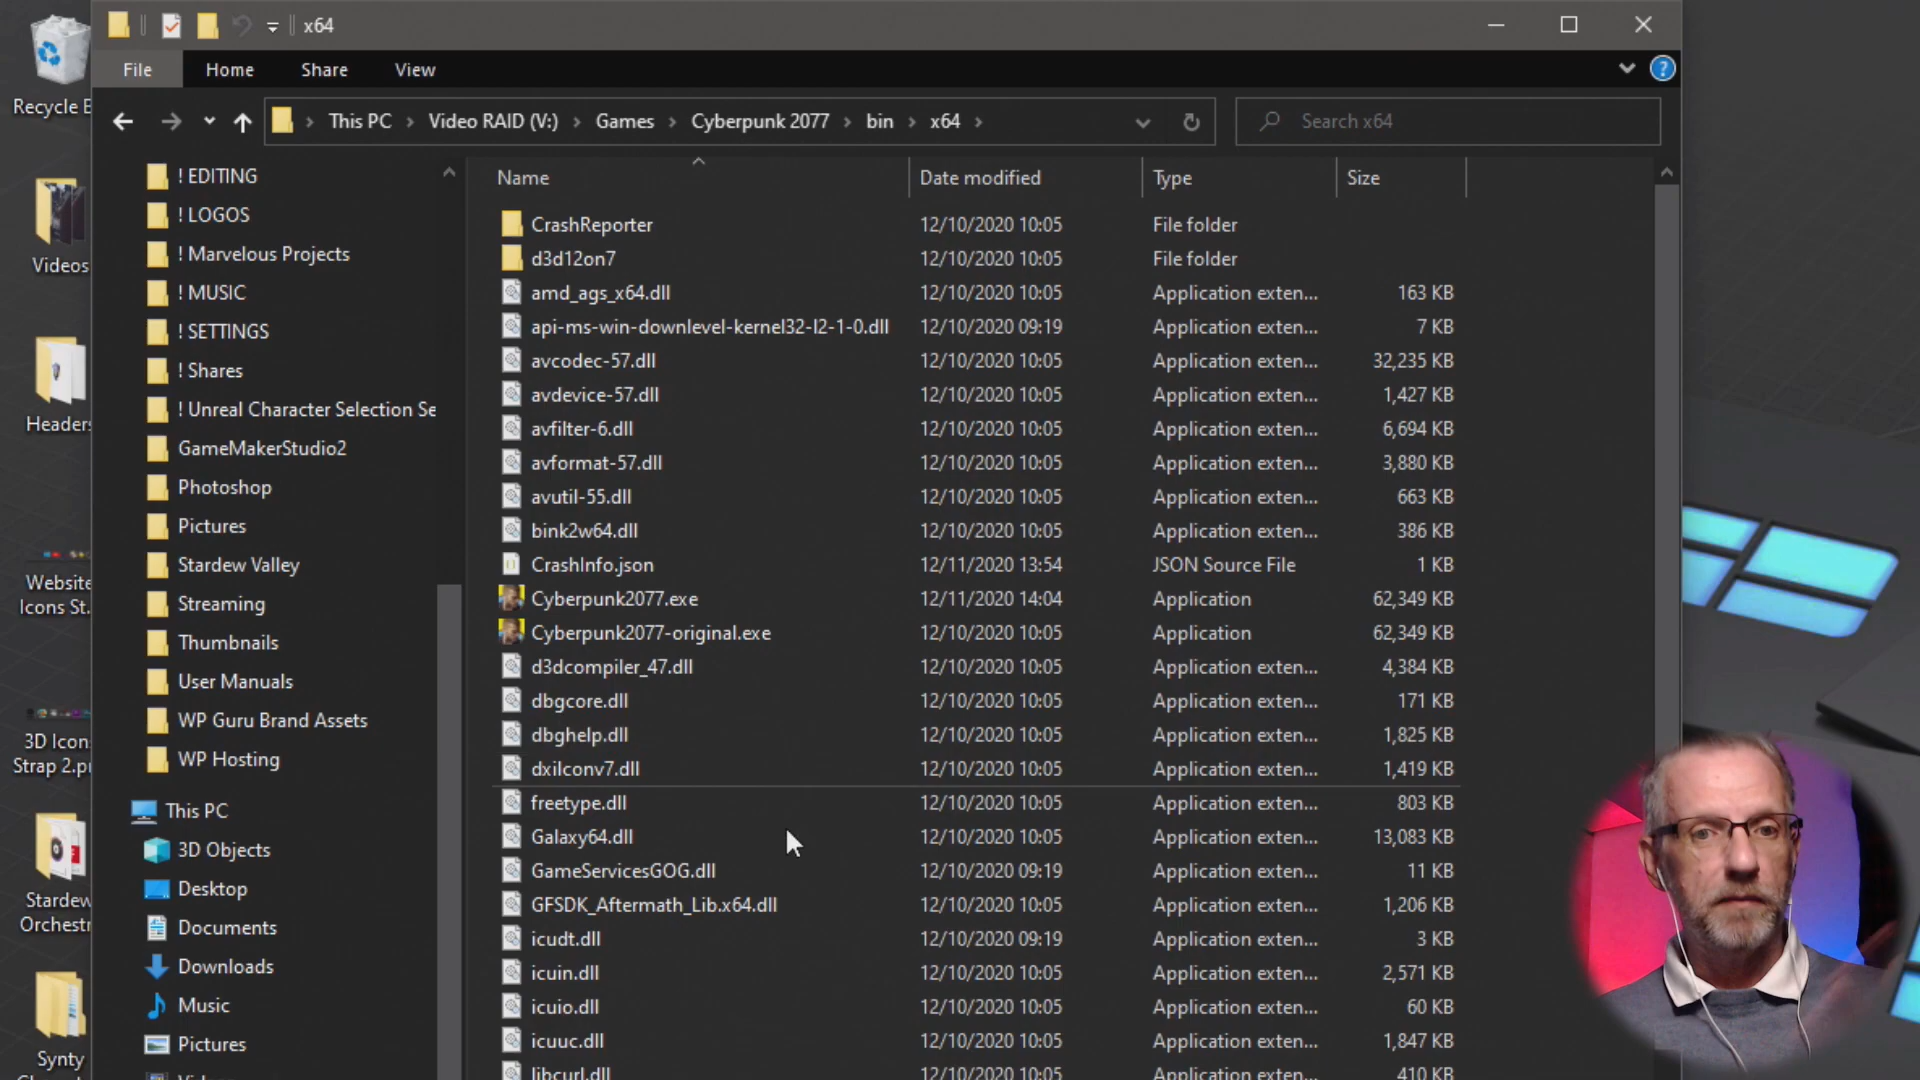 x64
File
Home
Share
View
This PC
Video RAID (V:)
Games
Cyberpunk 2077
bin
x64
Search x64
Recycle B
Videos
Headers
Website
Icons St...
3D Icons
Strap 2.p
Stardew
Orchestr
Synty
! EDITING
! LOGOS
! Marvelous Projects
! MUSIC
! SETTINGS
! Shares
! Unreal Character Selection Se
GameMakerStudio2
Photoshop
Pictures
Stardew Valley
Streaming
Thumbnails
User Manuals
WP Guru Brand Assets
WP Hosting
This PC
3D Objects
Desktop
Documents
Downloads
Music
Pictures
Name Date modified Type Size
CrashReporter 12/10/2020 10:05 File folder
d3d12on7 12/10/2020 10:05 File folder
amd_ags_x64.dll 12/10/2020 10:05 Application exten... 163 KB
api-ms-win-downlevel-kernel32-l2-1-0.dll 12/10/2020 09:19 Application exten... 7 KB
avcodec-57.dll 12/10/2020 10:05 Application exten... 32,235 KB
avdevice-57.dll 12/10/2020 10:05 Application exten... 1,427 KB
avfilter-6.dll 12/10/2020 10:05 Application exten... 6,694 KB
avformat-57.dll 12/10/2020 10:05 Application exten... 3,880 KB
avutil-55.dll 12/10/2020 10:05 Application exten... 663 KB
bink2w64.dll 12/10/2020 10:05 Application exten... 386 KB
CrashInfo.json 12/11/2020 13:54 JSON Source File 1 KB
Cyberpunk2077.exe 12/11/2020 14:04 Application 62,349 KB
Cyberpunk2077-original.exe 12/10/2020 10:05 Application 62,349 KB
d3dcompiler_47.dll 12/10/2020 10:05 Application exten... 4,384 KB
dbgcore.dll 12/10/2020 10:05 Application exten... 171 KB
dbghelp.dll 12/10/2020 10:05 Application exten... 1,825 KB
dxilconv7.dll 12/10/2020 10:05 Application exten... 1,419 KB
freetype.dll 12/10/2020 10:05 Application exten... 803 KB
Galaxy64.dll 12/10/2020 10:05 Application exten... 13,083 KB
GameServicesGOG.dll 12/10/2020 09:19 Application exten... 11 KB
GFSDK_Aftermath_Lib.x64.dll 12/10/2020 10:05 Application exten... 1,206 KB
icudt.dll 12/10/2020 09:19 Application exten... 3 KB
icuin.dll 12/10/2020 10:05 Application exten... 2,571 KB
icuio.dll 12/10/2020 10:05 Application exten... 60 KB
icuuc.dll 12/10/2020 10:05 Application exten... 1,847 KB
libcurl.dll 12/10/2020 10:05 Application exten... 410 KB